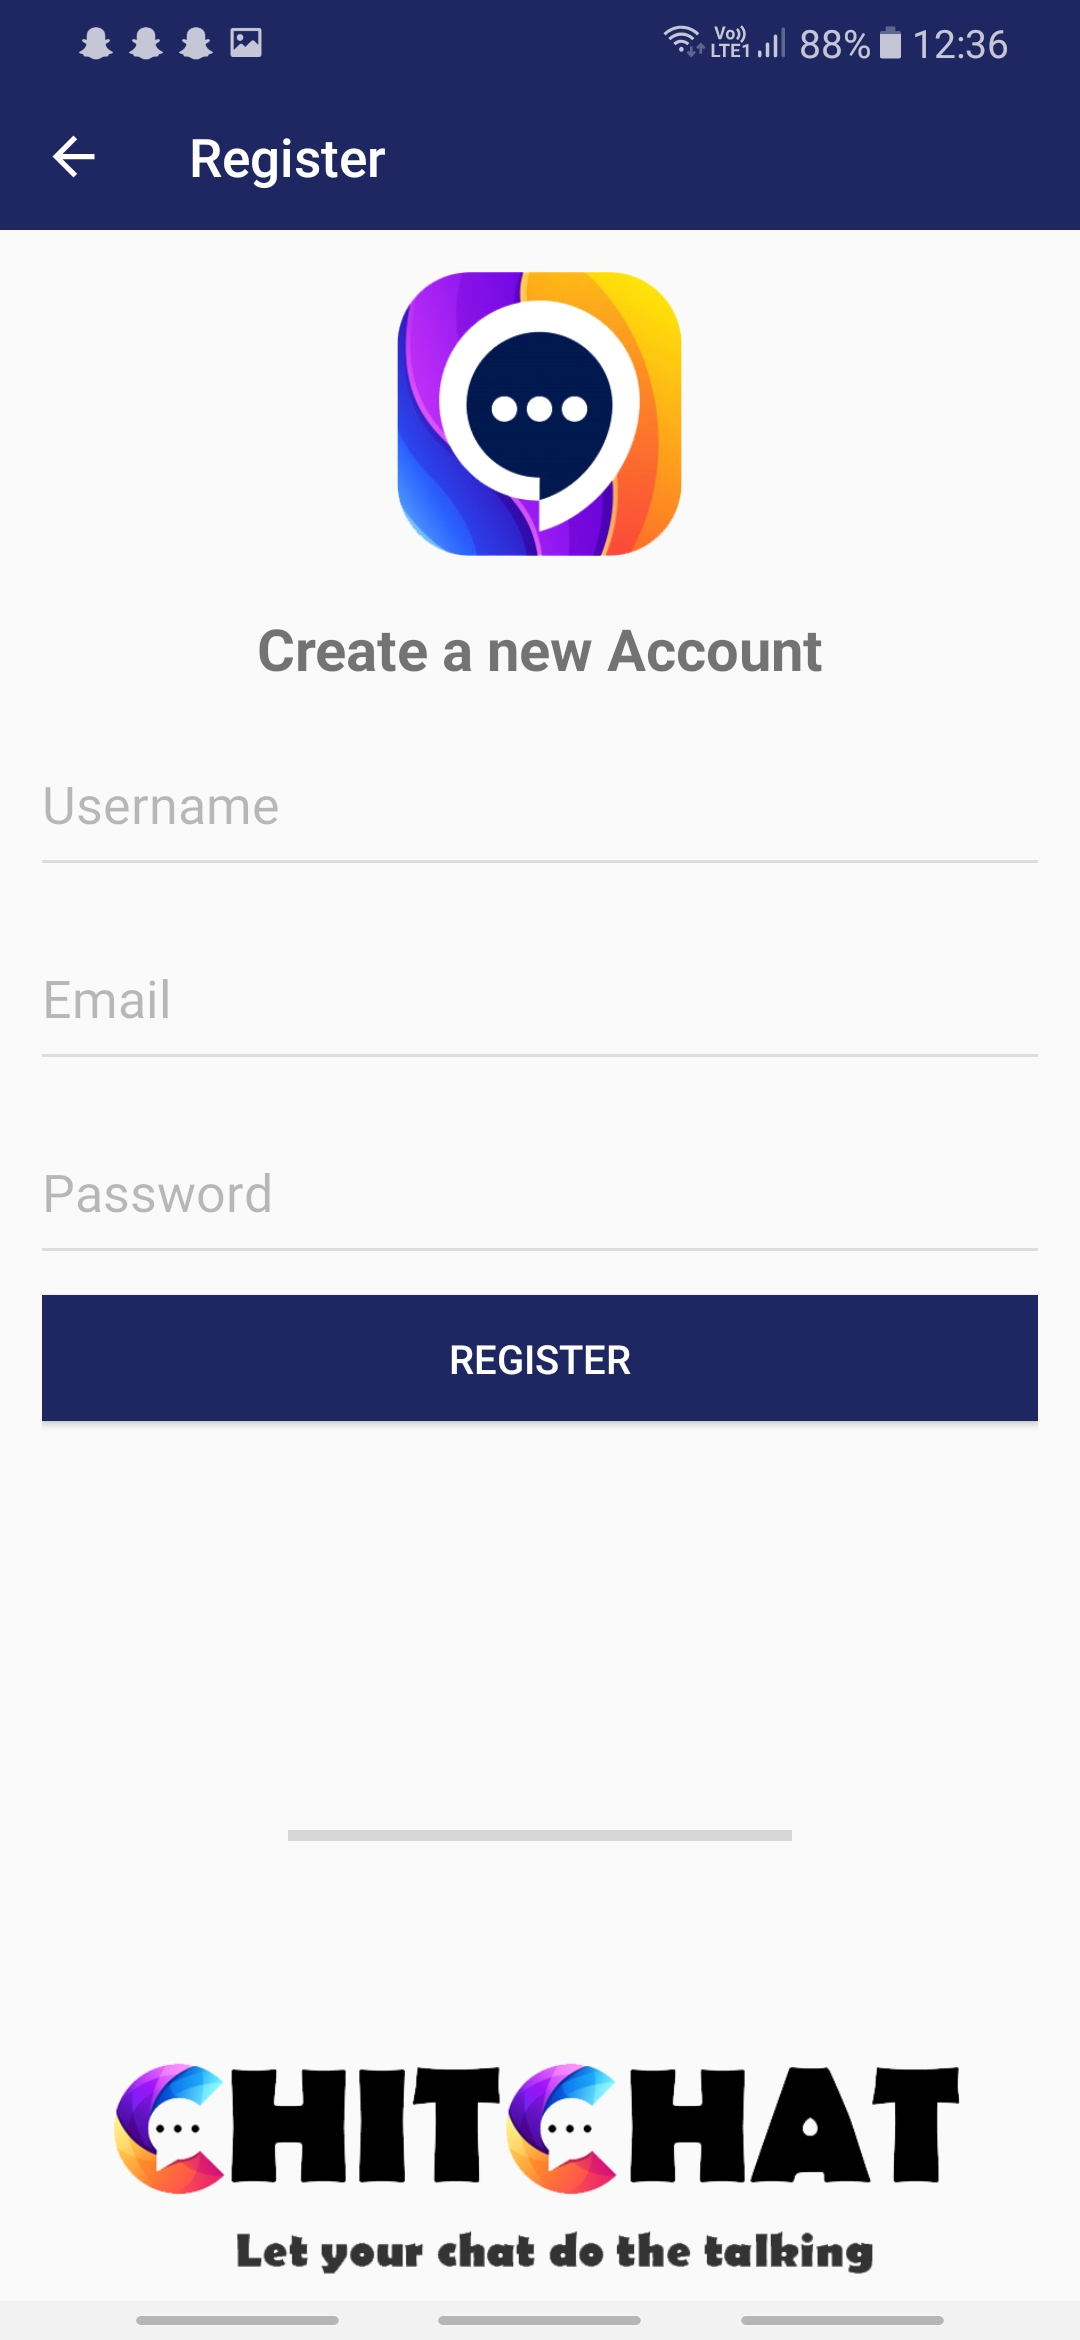 Vo)) LTE1 88% 12:36
Register
Create a new Account
Username
Email
Password
REGISTER
CHITCHAT
Let your chat do the talking